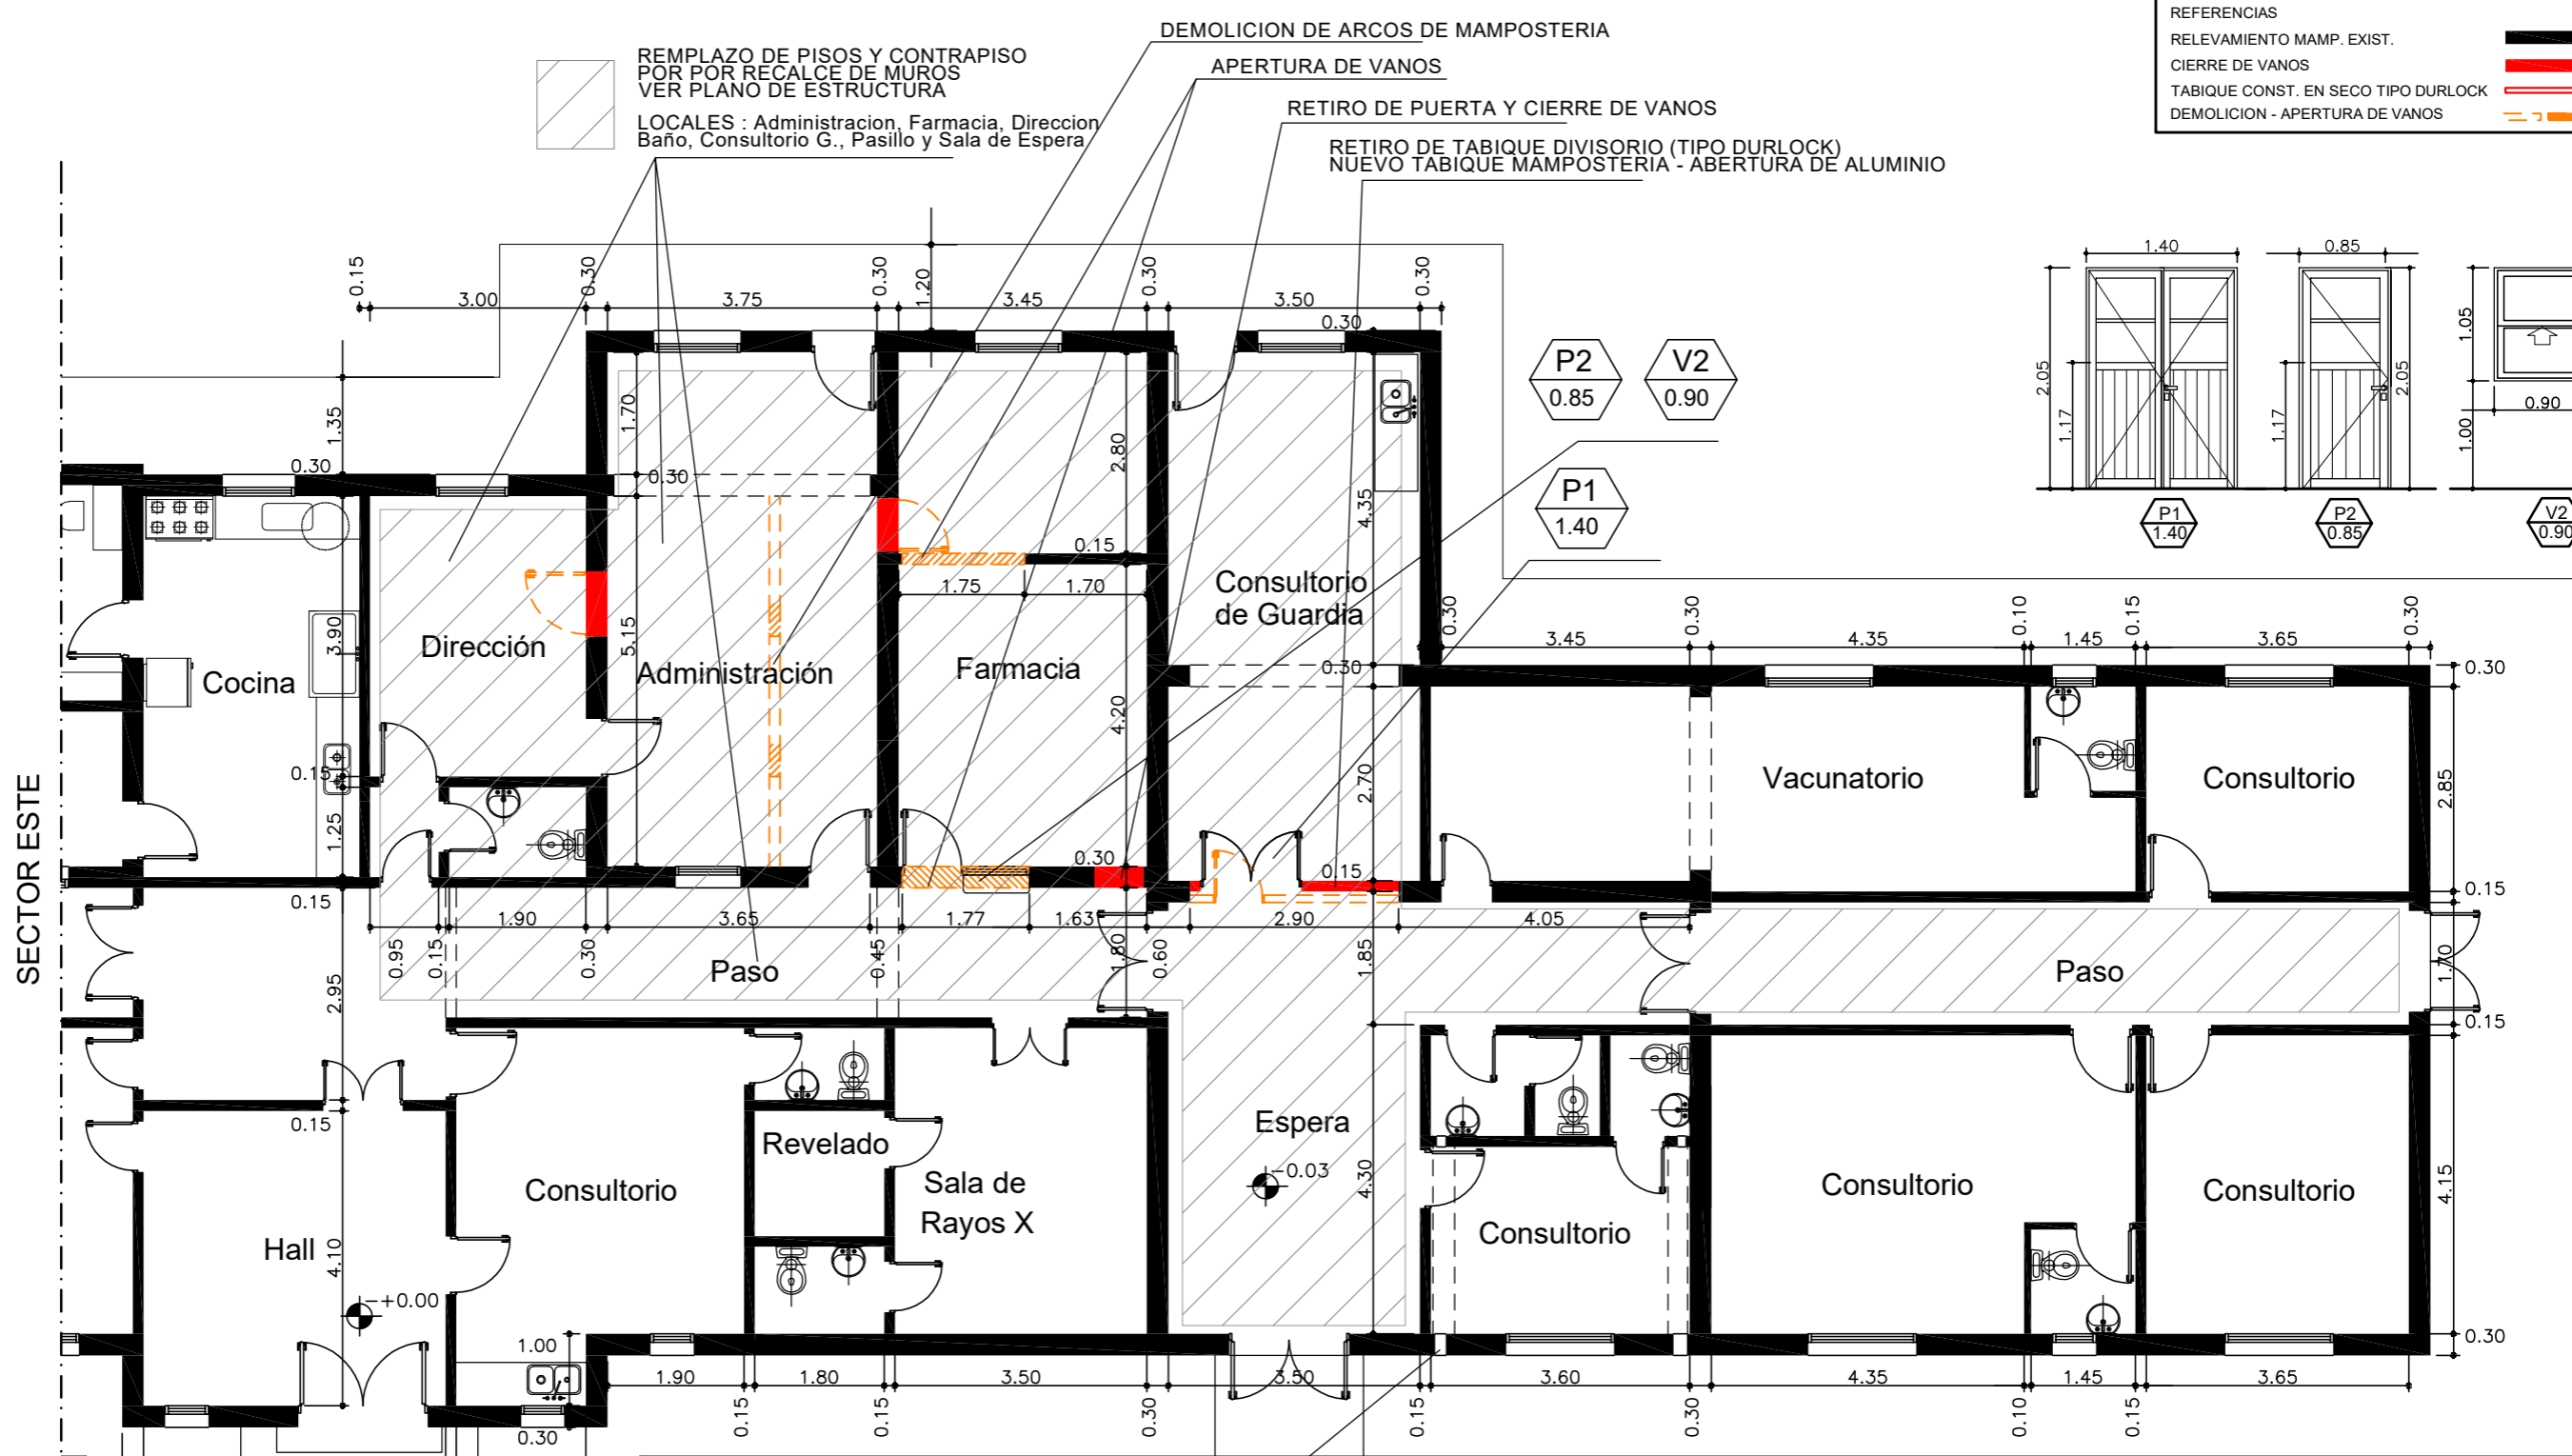 DEMOLICION DE ARCOS DE MAMPOSTERIA
REFERENCIAS
RELEVAMIENTO MAMP. EXIST.
CIERRE DE VANOS
TABIQUE CONST. EN SECO TIPO DURLOCK
DEMOLICION - APERTURA DE VANOS
REMPLAZO DE PISOS Y CONTRAPISO
POR POR RECALCE DE MUROS
VER PLANO DE ESTRUCTURA
LOCALES : Administracion, Farmacia, Direccion
Baño, Consultorio G., Pasillo y Sala de Espera
APERTURA DE VANOS
RETIRO DE PUERTA Y CIERRE DE VANOS
RETIRO DE TABIQUE DIVISORIO (TIPO DURLOCK)
NUEVO TABIQUE MAMPOSTERIA - ABERTURA DE ALUMINIO
0.15
3.00
0.30
3.75
0.30
1.20
3.45
0.30
3.50
0.30
0.30
1.40
2.05
1.17
P1
1.40
0.85
1.17
2.05
P2
0.85
1.05
0.90
1.00
V2
0.90
P2
0.85
V2
0.90
P1
1.40
1.35
0.30
1.70
0.30
2.80
4.35
0.15
1.75
1.70
Consultorio
de Guardia
Dirección
5.15
Administración
Farmacia
Cocina
3.90
0.30
4.20
2.70
0.15
1.25
0.30
0.15
0.30
3.45
0.30
4.35
0.10
1.45
0.15
3.65
0.30
0.30
Vacunatorio
Consultorio
2.85
0.15
SECTOR ESTE
0.15
0.95
0.15
1.90
0.30
3.65
0.45
1.77
1.63
1.80
0.60
2.90
1.85
4.05
2.95
Paso
Paso
1.70
0.15
0.15
Revelado
Espera
-0.03
Consultorio
Sala de
Rayos X
4.30
Consultorio
Consultorio
Consultorio
4.15
Hall
4.10
+0.00
0.30
1.00
0.30
1.90
0.15
1.80
0.15
3.50
0.30
3.50
0.15
3.60
0.30
4.35
0.10
1.45
0.15
3.65